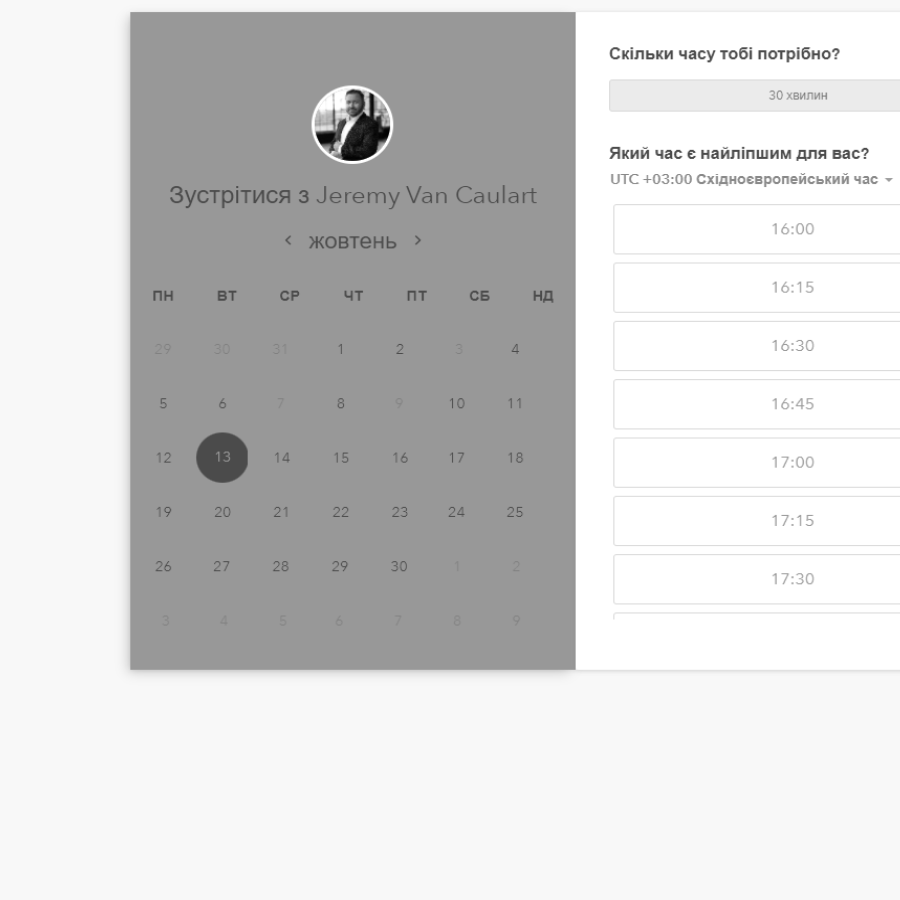 Зустрітися з Jeremy Van Caulart
жовтень
ПН ВТ СР ЧТ ПТ СБ НД
29 30 31 1 2 3 4
5 6 7 8 9 10 11
12 13 14 15 16 17 18
19 20 21 22 23 24 25
26 27 28 29 30 1 2
3 4 5 6 7 8 9
Скільки часу тобі потрібно?
30 хвилин
Який час є найліпшим для вас?
UTC +03:00 Східноєвропейський час
16:00
16:15
16:30
16:45
17:00
17:15
17:30